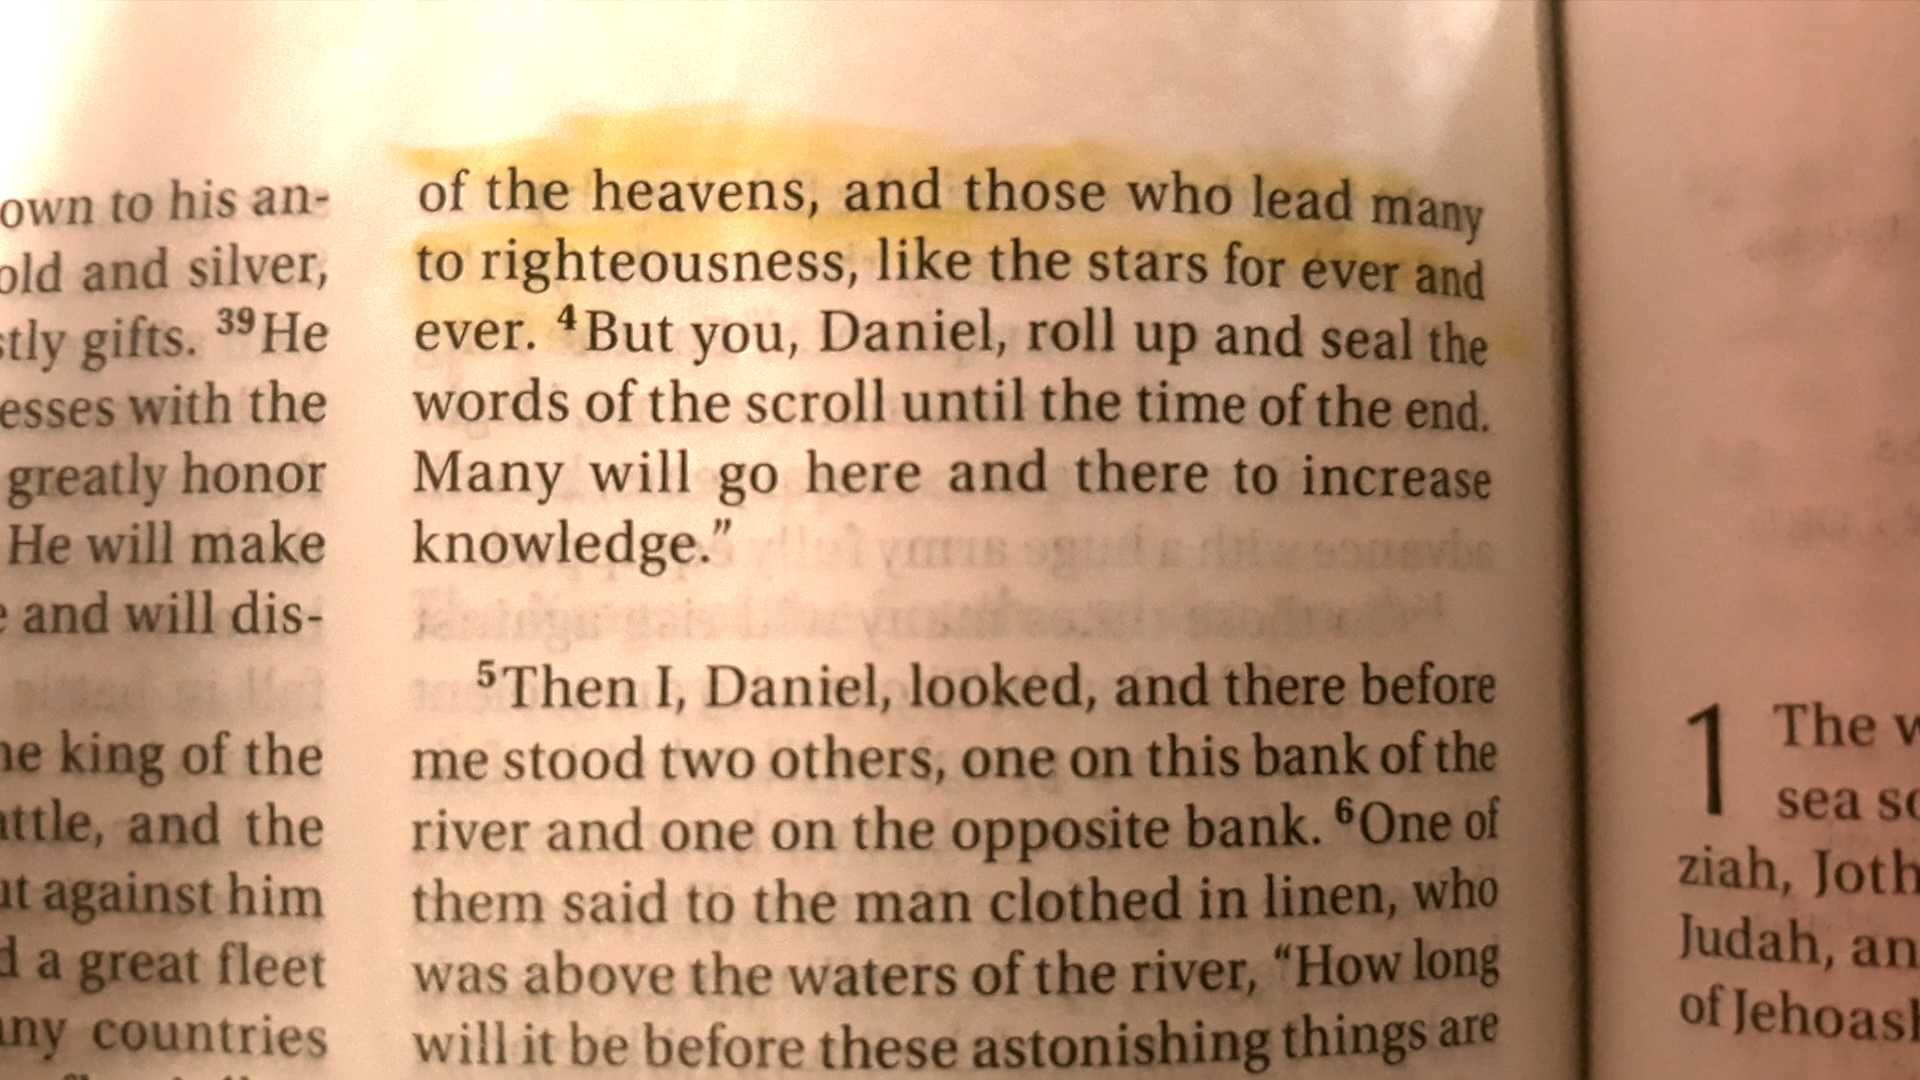 own to his an-
old and silver,
stly gifts. 39He
esses with the
greatly honor
He will make
e and will dis-
he king of the
attle, and the
ut against him
d a great fleet
any countries
of the heavens, and those who lead many
to righteousness, like the stars for ever and
ever. 4But you, Daniel, roll up and seal the
words of the scroll until the time of the end.
Many will go here and there to increase
knowledge.”
5Then I, Daniel, looked, and there before
me stood two others, one on this bank of the
river and one on the opposite bank. 6One of
them said to the man clothed in linen, who
was above the waters of the river, “How long
will it be before these astonishing things are
1 The w
sea sc
ziah, Joth
Judah, an
of Jehoash